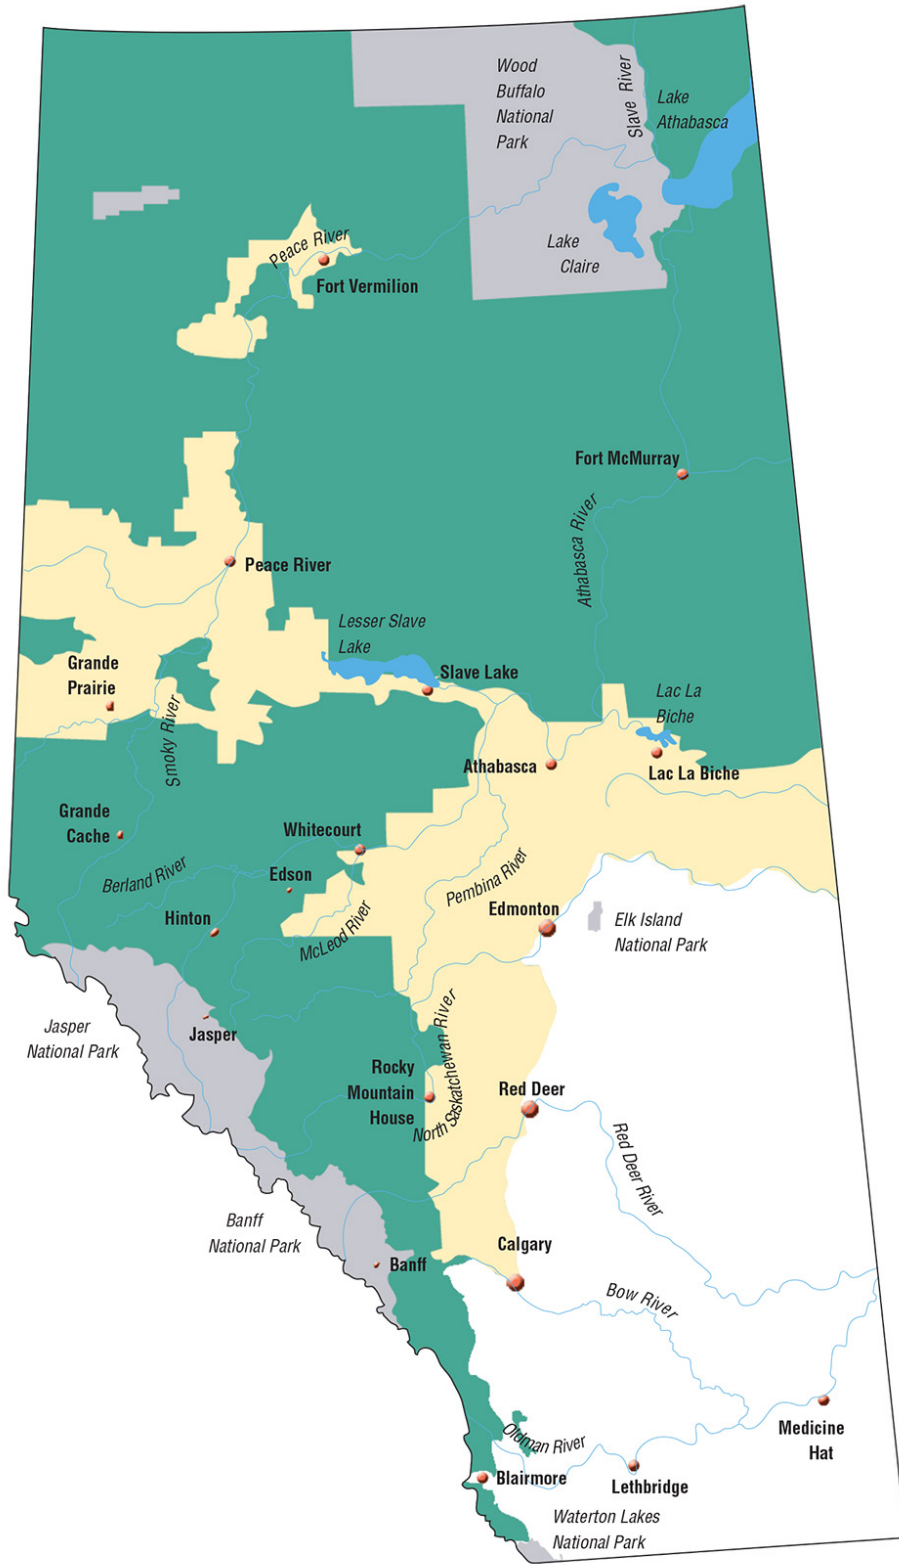 Wood
Buffalo
National
Park
Slave River
Lake
Athabasca
Lake
Claire
Peace River
Fort Vermilion
Fort McMurray
Athabasca River
Peace River
Lesser Slave
Lake
Slave Lake
Grande
Prairie
Smoky River
Lac La
Biche
Athabasca
Lac La Biche
Grande
Cache
Whitecourt
Edson
Berland River
Pembina River
Hinton
McLeod River
Edmonton
Elk Island
National Park
Jasper
National Park
Jasper
North Saskatchewan River
Rocky
Mountain
House
Red Deer
Red Deer River
Banff
National Park
Banff
Calgary
Bow River
Medicine
Hat
Oldman River
Blairmore
Lethbridge
Waterton Lakes
National Park